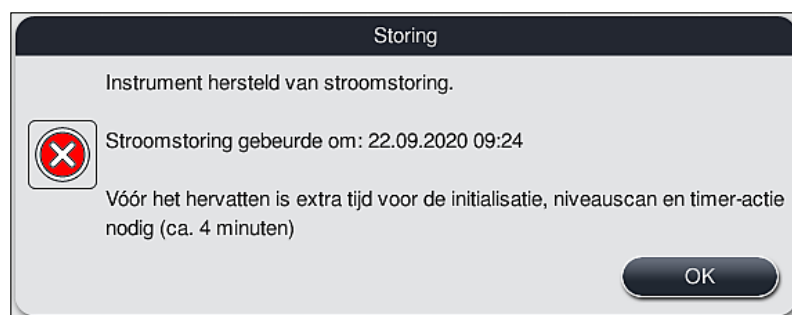 Storing
Instrument hersteld van stroomstoring.
Stroomstoring gebeurde om: 22.09.2020 09:24
Vóór het hervatten is extra tijd voor de initialisatie, niveauscan en timer-actie
nodig (ca. 4 minuten)
OK